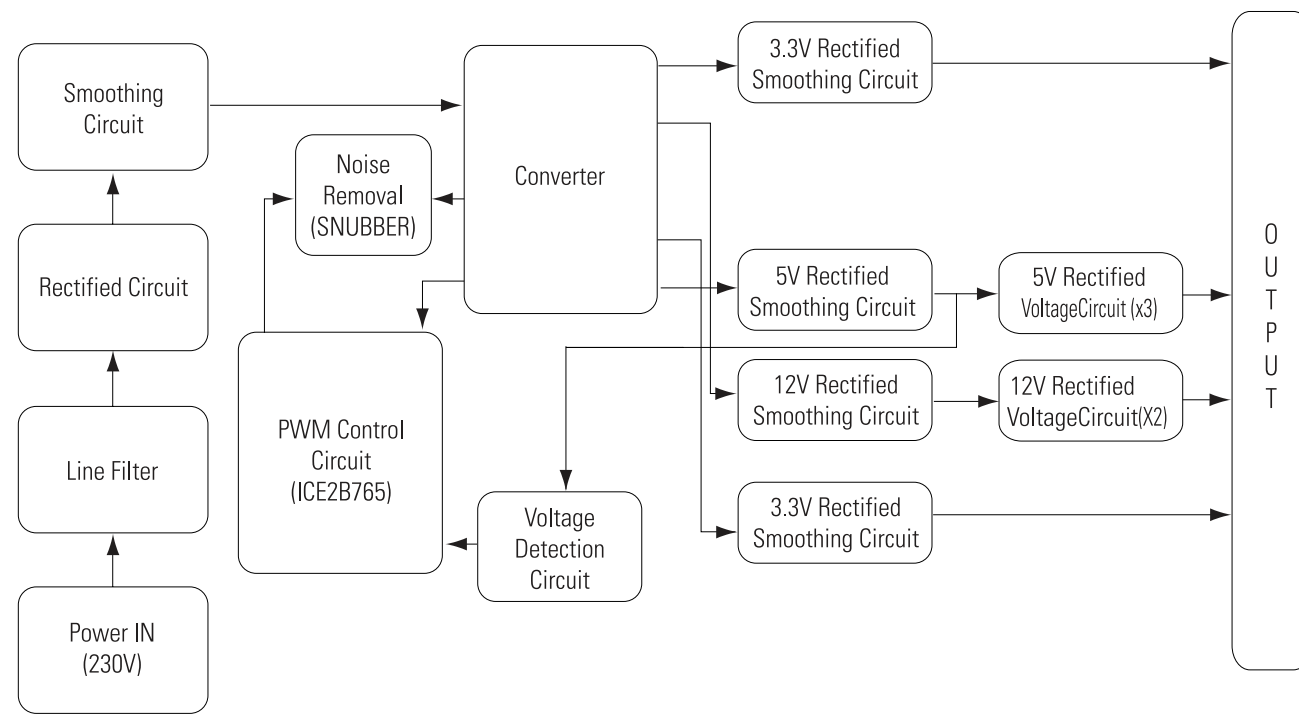 Smoothing
Circuit
Rectified Circuit
Line Filter
Power IN
(230V)
Noise
Removal
(SNUBBER)
PWM Control
Circuit
(ICE2B765)
Converter
Voltage
Detection
Circuit
3.3V Rectified
Smoothing Circuit
5V Rectified
Smoothing Circuit
12V Rectified
Smoothing Circuit
3.3V Rectified
Smoothing Circuit
5V Rectified
VoltageCircuit (x3)
12V Rectified
VoltageCircuit(X2)
OUTPUT